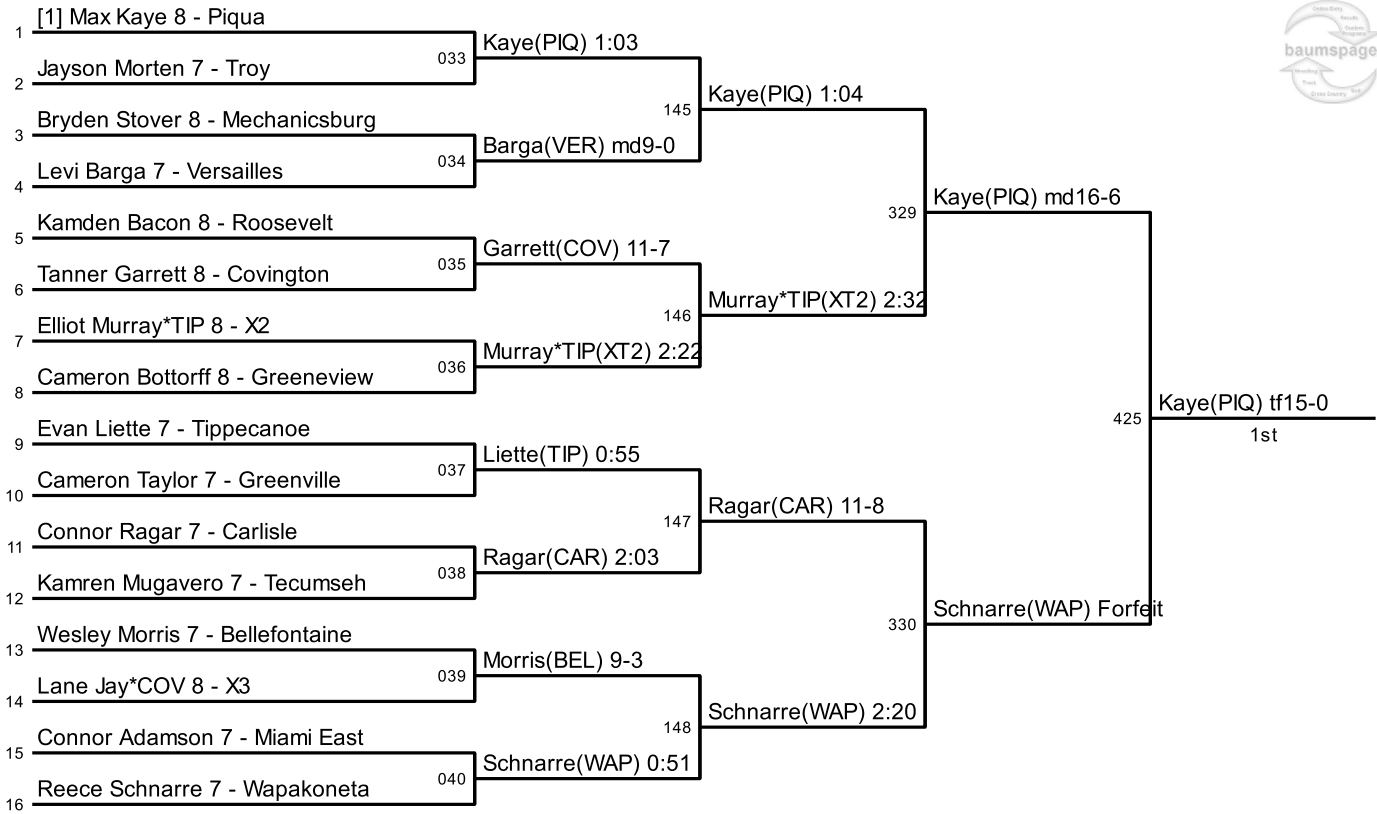 [1] Max Kaye 8 - Piqua
1
Jayson Morten 7 - Troy
2
033
Kaye(PIQ) 1:03
Bryden Stover 8 - Mechanicsburg
3
Levi Barga 7 - Versailles
4
034
Barga(VER) md9-0
145
Kaye(PIQ) 1:04
Kamden Bacon 8 - Roosevelt
5
Tanner Garrett 8 - Covington
6
035
Garrett(COV) 11-7
Elliot Murray*TIP 8 - X2
7
Cameron Bottorff 8 - Greeneview
8
036
Murray*TIP(XT2) 2:22
146
Murray*TIP(XT2) 2:32
329
Kaye(PIQ) md16-6
Evan Liette 7 - Tippecanoe
9
Cameron Taylor 7 - Greenville
10
037
Liette(TIP) 0:55
Connor Ragar 7 - Carlisle
11
Kamren Mugavero 7 - Tecumseh
12
038
Ragar(CAR) 2:03
147
Ragar(CAR) 11-8
Wesley Morris 7 - Bellefontaine
13
Lane Jay*COV 8 - X3
14
039
Morris(BEL) 9-3
Connor Adamson 7 - Miami East
15
Reece Schnarre 7 - Wapakoneta
16
040
Schnarre(WAP) 0:51
148
Schnarre(WAP) 2:20
330
Schnarre(WAP) Forfeit
425
Kaye(PIQ) tf15-0
1st
baumspage